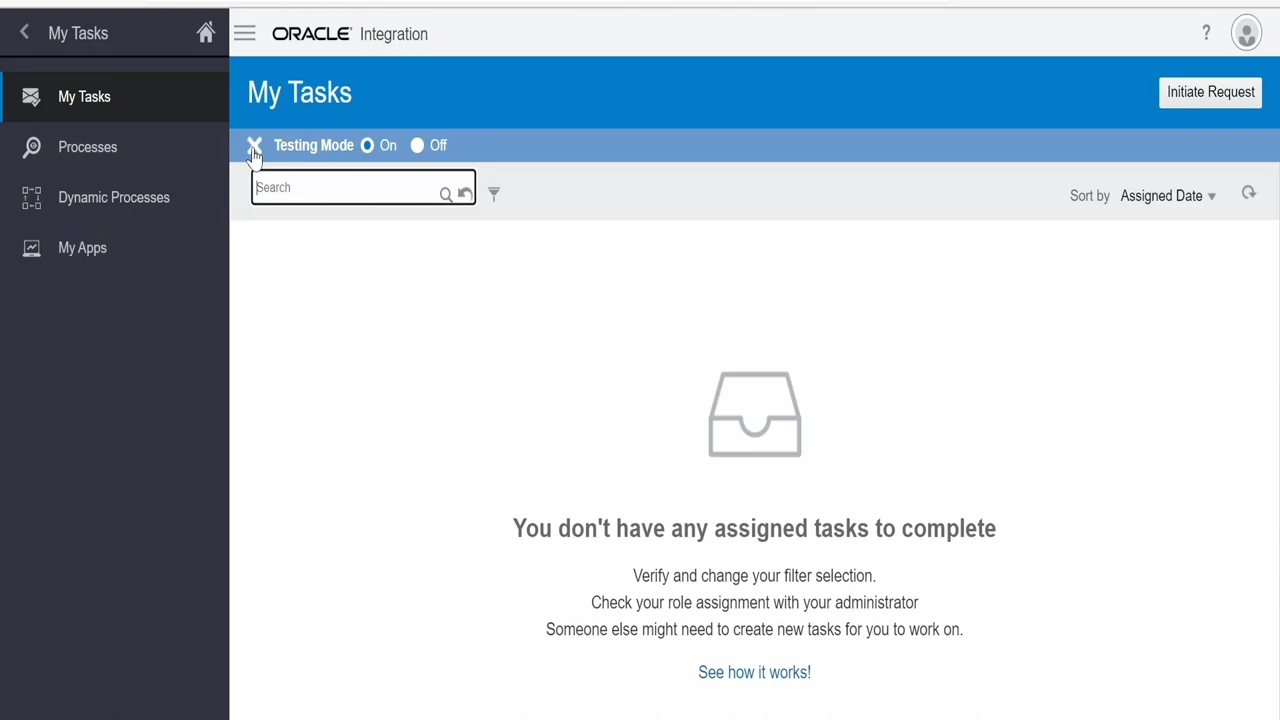 My Tasks
ORACLE Integration
?
My Tasks
Processes
Dynamic Processes
My Apps
My Tasks
Initiate Request
Testing Mode On Off
Search
Sort by Assigned Date
You don't have any assigned tasks to complete
Verify and change your filter selection.
Check your role assignment with your administrator
Someone else might need to create new tasks for you to work on.
See how it works!